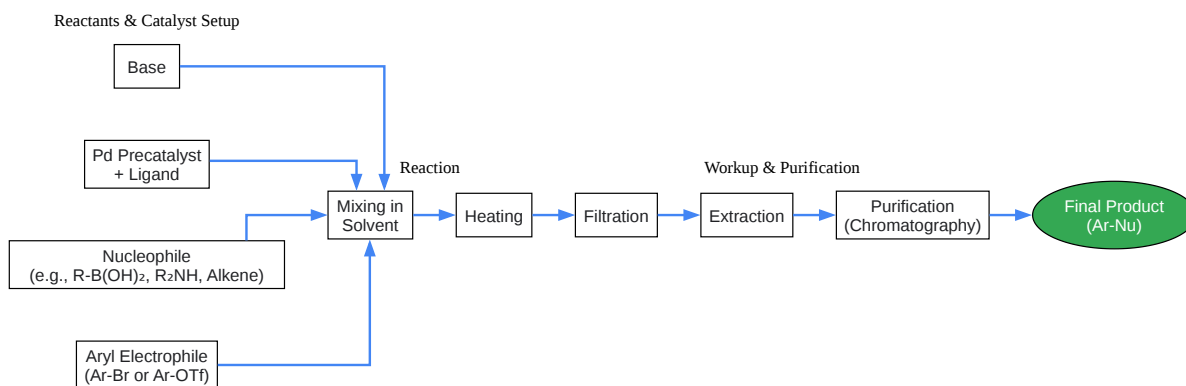 Reactants & Catalyst Setup
Base
Pd Precatalyst
+ Ligand
Reaction
Workup & Purification
Mixing in
Solvent
Heating
Filtration
Extraction
Purification
(Chromatography)
Final Product
(Ar-Nu)
Nucleophile
(e.g., R-B(OH)₂, R₂NH, Alkene)
Aryl Electrophile
(Ar-Br or Ar-OTf)